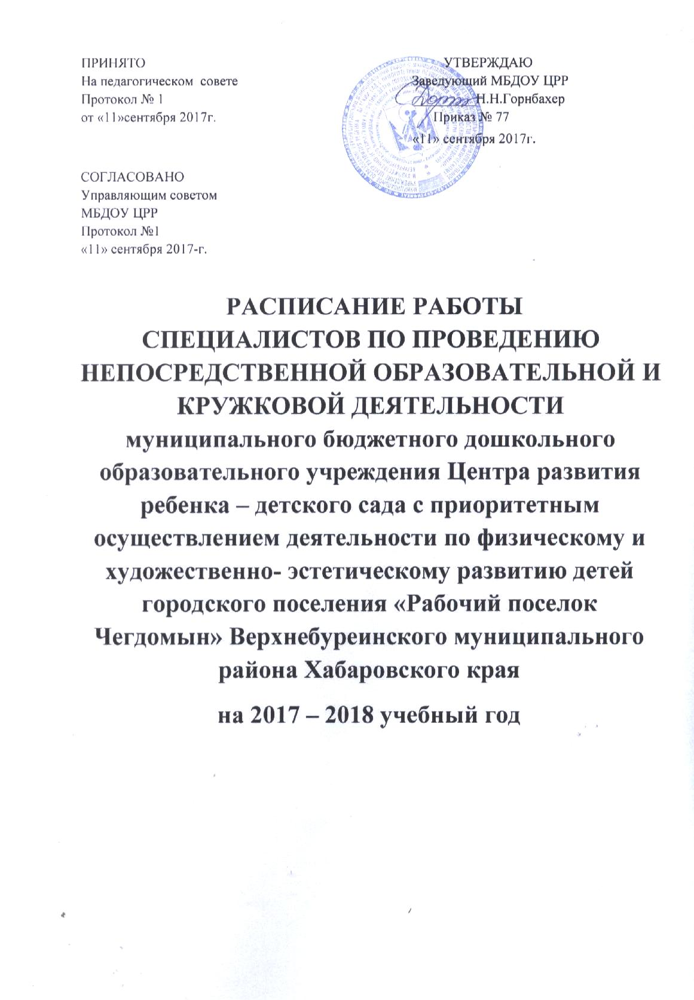 ПРИНЯТО
На педагогическом совете
Протокол № 1
от «11»сентября 2017г.
УТВЕРЖДАЮ
Заведующий МБДОУ ЦРР
Н.Н.Горнбахер
Приказ № 77
«11» сентября 2017г.
СОГЛАСОВАНО
Управляющим советом
МБДОУ ЦРР
Протокол №1
«11» сентября 2017-г.
РАСПИСАНИЕ РАБОТЫ
СПЕЦИАЛИСТОВ ПО ПРОВЕДЕНИЮ
НЕПОСРЕДСТВЕННОЙ ОБРАЗОВАТЕЛЬНОЙ И
КРУЖКОВОЙ ДЕЯТЕЛЬНОСТИ
муниципального бюджетного дошкольного
образовательного учреждения Центра развития
ребенка – детского сада с приоритетным
осуществлением деятельности по физическому и
художественно- эстетическому развитию детей
городского поселения «Рабочий поселок
Чегдомын» Верхнебуреинского муниципального
района Хабаровского края
на 2017 – 2018 учебный год